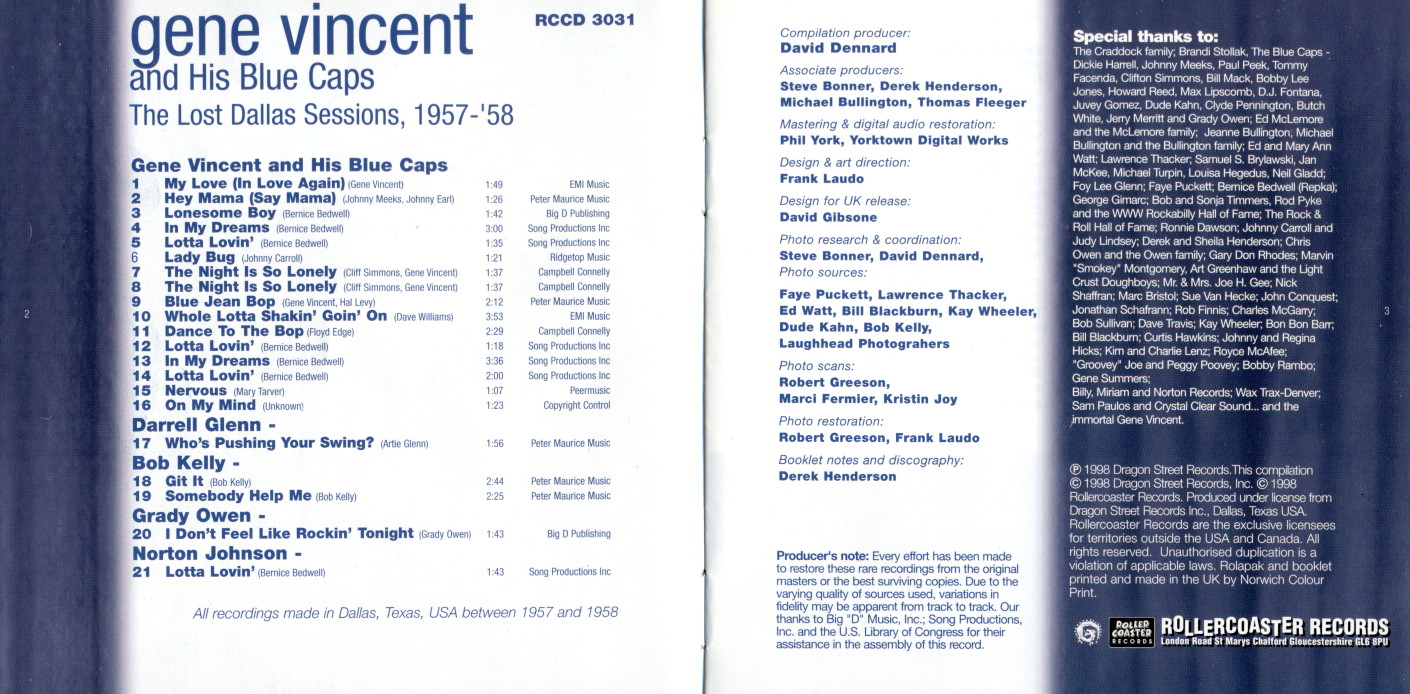 gene vincent
RCCD 3031
and His Blue Caps
The Lost Dallas Sessions, 1957-'58
Gene Vincent and His Blue Caps
1 My Love (In Love Again) (Gene Vincent) 1:49 EMI Music
2 Hey Mama (Say Mama) (Johnny Meeks, Johnny Earl) 1:26 Peter Maurice Music
3 Lonesome Boy (Bernice Bedwell) 1:42 Big D Publishing
4 In My Dreams (Bernice Bedwell) 3:00 Song Productions Inc
5 Lotta Lovin' (Bernice Bedwell) 1:35 Song Productions Inc
6 Lady Bug (Johnny Carroll) 1:21 Ridgetop Music
7 The Night Is So Lonely (Cliff Simmons, Gene Vincent) 1:37 Campbell Connelly
8 The Night Is So Lonely (Cliff Simmons, Gene Vincent) 1:37 Campbell Connelly
9 Blue Jean Bop (Gene Vincent, Hal Levy) 2:12 Peter Maurice Music
10 Whole Lotta Shakin' Goin' On (Dave Williams) 3:53 EMI Music
11 Dance To The Bop (Floyd Edge) 2:29 Campbell Connelly
12 Lotta Lovin' (Bernice Bedwell) 1:18 Song Productions Inc
13 In My Dreams (Bernice Bedwell) 3:36 Song Productions Inc
14 Lotta Lovin' (Bernice Bedwell) 2:00 Song Productions Inc
15 Nervous (Mary Tarver) 1:07 Peermusic
16 On My Mind (Unknown) 1:23 Copyright Control
Darrell Glenn -
17 Who's Pushing Your Swing? (Artie Glenn) 1:56 Peter Maurice Music
Bob Kelly -
18 Git It (Bob Kelly) 2:44 Peter Maurice Music
19 Somebody Help Me (Bob Kelly) 2:25 Peter Maurice Music
Grady Owen -
20 I Don't Feel Like Rockin' Tonight (Grady Owen) 1:43 Big D Publishing
Norton Johnson -
21 Lotta Lovin' (Bernice Bedwell) 1:43 Song Productions Inc
All recordings made in Dallas, Texas, USA between 1957 and 1958
2
Compilation producer:
David Dennard
Associate producers:
Steve Bonner, Derek Henderson,
Michael Bullington, Thomas Fleeger
Mastering & digital audio restoration:
Phil York, Yorktown Digital Works
Design & art direction:
Frank Laudo
Design for UK release:
David Gibsone
Photo research & coordination:
Steve Bonner, David Dennard,
Photo sources:
Faye Puckett, Lawrence Thacker,
Ed Watt, Bill Blackburn, Kay Wheeler,
Dude Kahn, Bob Kelly,
Laughhead Photograhers
Photo scans:
Robert Greeson,
Marci Fermier, Kristin Joy
Photo restoration:
Robert Greeson, Frank Laudo
Booklet notes and discography:
Derek Henderson
Producer's note: Every effort has been made
to restore these rare recordings from the original
masters or the best surviving copies. Due to the
varying quality of sources used, variations in
fidelity may be apparent from track to track. Our
thanks to Big "D" Music, Inc.; Song Productions,
Inc. and the U.S. Library of Congress for their
assistance in the assembly of this record.
Special thanks to:
The Craddock family; Brandi Stollak, The Blue Caps -
Dickie Harrell, Johnny Meeks, Paul Peek, Tommy
Facenda, Clifton Simmons, Bill Mack, Bobby Lee
Jones, Howard Reed, Max Lipscomb, D.J. Fontana,
Juvey Gomez, Dude Kahn, Clyde Pennington, Butch
White, Jerry Merritt and Grady Owen; Ed McLemore
and the McLemore family; Jeanne Bullington, Michael
Bullington and the Bullington family; Ed and Mary Ann
Watt; Lawrence Thacker; Samuel S. Brylawski, Jan
McKee, Michael Turpin, Louisa Hegedus, Neil Gladd;
Foy Lee Glenn; Faye Puckett; Bernice Bedwell (Repka);
George Gimarc; Bob and Sonja Timmers, Rod Pyke
and the WWW Rockabilly Hall of Fame; The Rock &
Roll Hall of Fame; Ronnie Dawson; Johnny Carroll and
Judy Lindsey; Derek and Sheila Henderson; Chris
Owen and the Owen family; Gary Don Rhodes; Marvin
"Smokey" Montgomery, Art Greenhaw and the Light
Crust Doughboys; Mr. & Mrs. Joe H. Gee; Nick
Shaffran; Marc Bristol; Sue Van Hecke; John Conquest;
Jonathan Schafrann; Rob Finnis; Charles McGarry;
Bob Sullivan; Dave Travis; Kay Wheeler; Bon Bon Barr;
Bill Blackburn; Curtis Hawkins; Johnny and Regina
Hicks; Kim and Charlie Lenz; Royce McAfee;
"Groovey" Joe and Peggy Poovey; Bobby Rambo;
Gene Summers;
Billy, Miriam and Norton Records; Wax Trax-Denver;
Sam Paulos and Crystal Clear Sound... and the
immortal Gene Vincent.
3
℗ 1998 Dragon Street Records.This compilation
© 1998 Dragon Street Records, Inc. © 1998
Rollercoaster Records. Produced under license from
Dragon Street Records Inc., Dallas, Texas USA.
Rollercoaster Records are the exclusive licensees
for territories outside the USA and Canada. All
rights reserved. Unauthorised duplication is a
violation of applicable laws. Rolapak and booklet
printed and made in the UK by Norwich Colour
Print.
ROLLER COASTER RECORDS
ROLLERCOASTER RECORDS
London Road St Marys Chalford Gloucestershire GL6 8PU